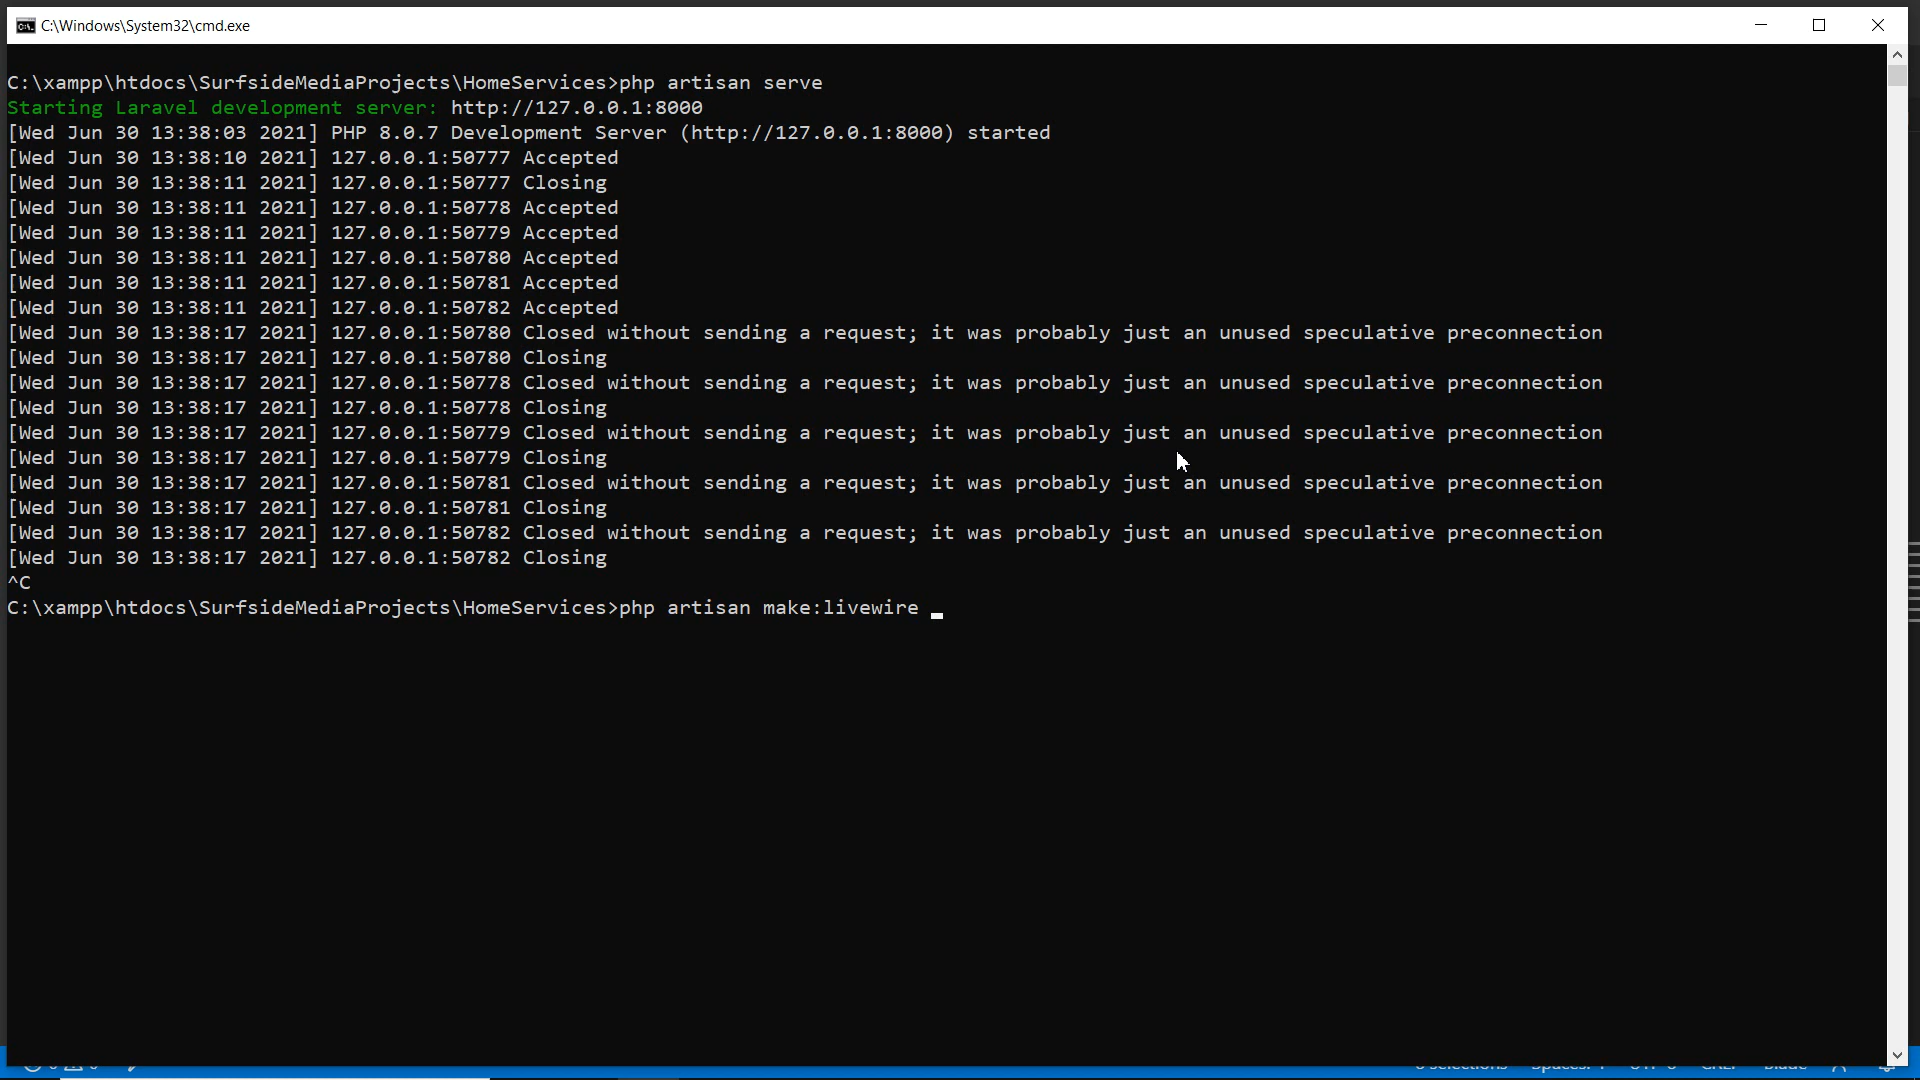 C:\Windows\System32\cmd.exe
C:\xampp\htdocs\SurfsideMediaProjects\HomeServices>php artisan serve
Starting Laravel development server: http://127.0.0.1:8000
[Wed Jun 30 13:38:03 2021] PHP 8.0.7 Development Server (http://127.0.0.1:8000) started
[Wed Jun 30 13:38:10 2021] 127.0.0.1:50777 Accepted
[Wed Jun 30 13:38:11 2021] 127.0.0.1:50777 Closing
[Wed Jun 30 13:38:11 2021] 127.0.0.1:50778 Accepted
[Wed Jun 30 13:38:11 2021] 127.0.0.1:50779 Accepted
[Wed Jun 30 13:38:11 2021] 127.0.0.1:50780 Accepted
[Wed Jun 30 13:38:11 2021] 127.0.0.1:50781 Accepted
[Wed Jun 30 13:38:11 2021] 127.0.0.1:50782 Accepted
[Wed Jun 30 13:38:17 2021] 127.0.0.1:50780 Closed without sending a request; it was probably just an unused speculative preconnection
[Wed Jun 30 13:38:17 2021] 127.0.0.1:50780 Closing
[Wed Jun 30 13:38:17 2021] 127.0.0.1:50778 Closed without sending a request; it was probably just an unused speculative preconnection
[Wed Jun 30 13:38:17 2021] 127.0.0.1:50778 Closing
[Wed Jun 30 13:38:17 2021] 127.0.0.1:50779 Closed without sending a request; it was probably just an unused speculative preconnection
[Wed Jun 30 13:38:17 2021] 127.0.0.1:50779 Closing
[Wed Jun 30 13:38:17 2021] 127.0.0.1:50781 Closed without sending a request; it was probably just an unused speculative preconnection
[Wed Jun 30 13:38:17 2021] 127.0.0.1:50781 Closing
[Wed Jun 30 13:38:17 2021] 127.0.0.1:50782 Closed without sending a request; it was probably just an unused speculative preconnection
[Wed Jun 30 13:38:17 2021] 127.0.0.1:50782 Closing
^C
C:\xampp\htdocs\SurfsideMediaProjects\HomeServices>php artisan make:livewire